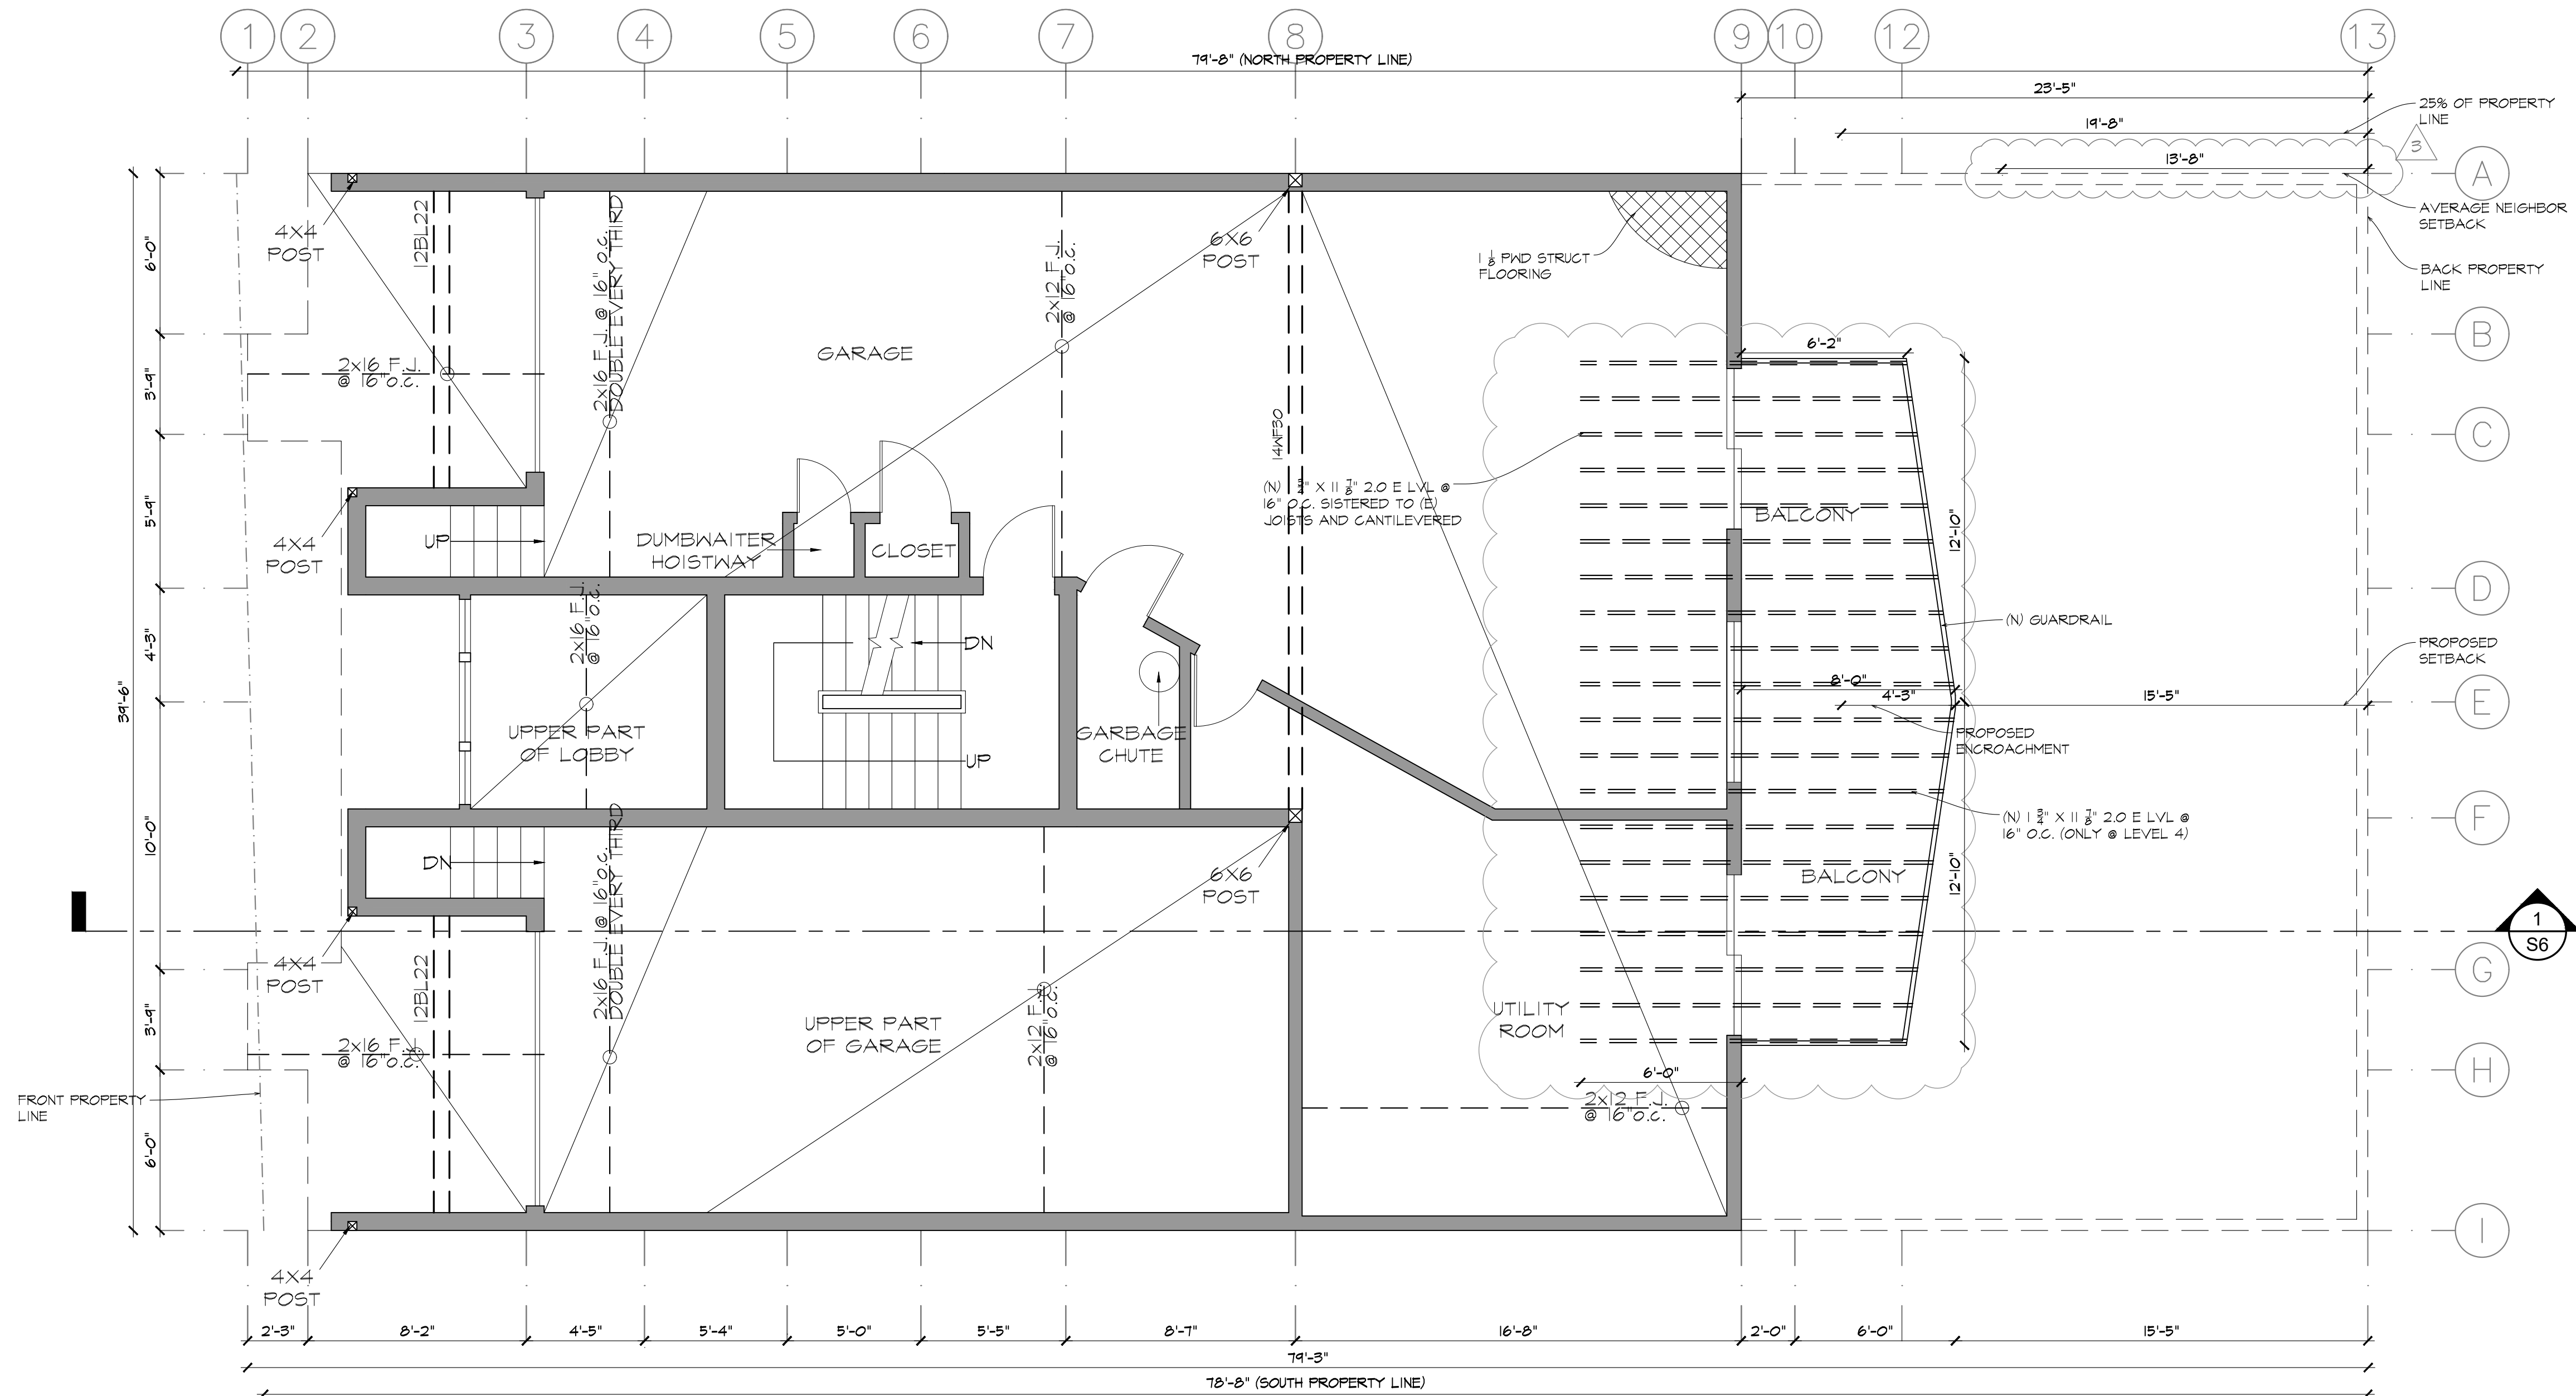 1 2 3 4 5 6 7 8 9 10 12 13
79'-8" (NORTH PROPERTY LINE)
23'-5"
19'-8"
13'-8"
25% OF PROPERTY
LINE
3
A
AVERAGE NEIGHBOR
SETBACK
BACK PROPERTY
LINE
B
C
D
E
F
G
H
I
4X4
POST
12BL22
2x16 F.J. @ 16"o.c.
DOUBLE EVERY THIRD
2x12 F.J.
@ 16"o.c.
6X6
POST
1 1/8 PWD STRUCT
FLOORING
6'-0"
3'-9"
5'-9"
4'-3"
10'-0"
3'-9"
6'-0"
39'-6"
2x16 F.J.
@ 16"o.c.
GARAGE
14WF30
6'-2"
(N) 3/4" X 11 7/8" 2.0 E LVL @
16" O.C. SISTERED TO (E)
JOISTS AND CANTILEVERED
BALCONY
12'-10"
4X4
POST
UP
DUMBWAITER
HOISTWAY
CLOSET
2x16 F.J.
@ 16"o.c.
DN
(N) GUARDRAIL
PROPOSED
SETBACK
8'-0"
4'-3"
15'-5"
PROPOSED
ENCROACHMENT
UPPER PART
OF LOBBY
UP
GARBAGE
CHUTE
(N) 1 3/4" X 11 7/8" 2.0 E LVL @
16" O.C. (ONLY @ LEVEL 4)
DN
2x16 F.J. @ 16"o.c.
DOUBLE EVERY THIRD
6X6
POST
BALCONY
12'-10"
1
S6
4X4
POST
12BL22
2x16 F.J.
@ 16"o.c.
UPPER PART
OF GARAGE
2x12 F.J.
@ 16"o.c.
UTILITY
ROOM
6'-0"
2x12 F.J.
@ 16"o.c.
FRONT PROPERTY
LINE
4X4
POST
2'-3" 8'-2" 4'-5" 5'-4" 5'-0" 5'-5" 8'-7" 16'-8" 2'-0" 6'-0" 15'-5"
79'-3"
78'-8" (SOUTH PROPERTY LINE)